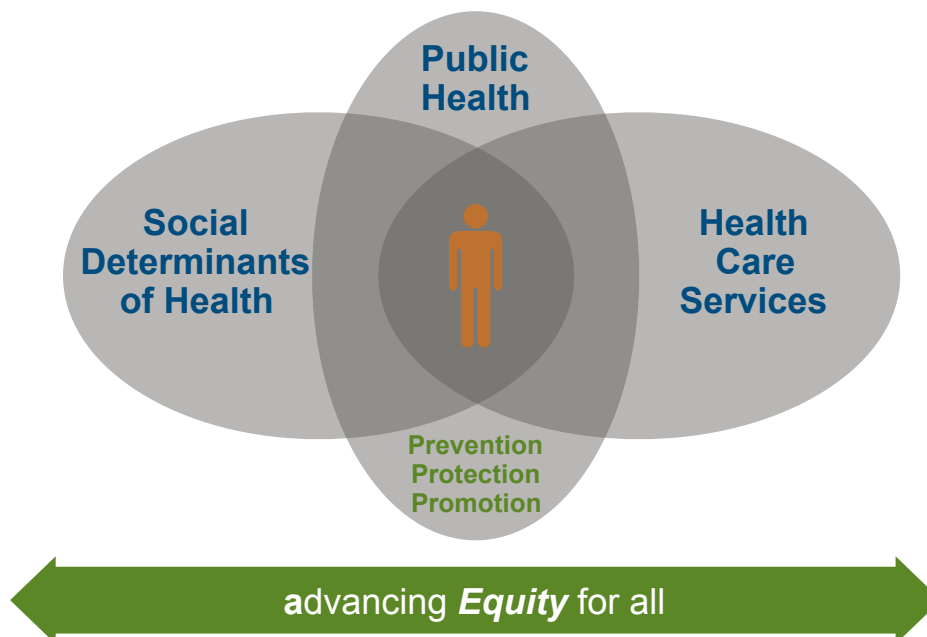 Public
Health
Social
Determinants
of Health
Health
Care
Services
Prevention
Protection
Promotion
advancing Equity for all